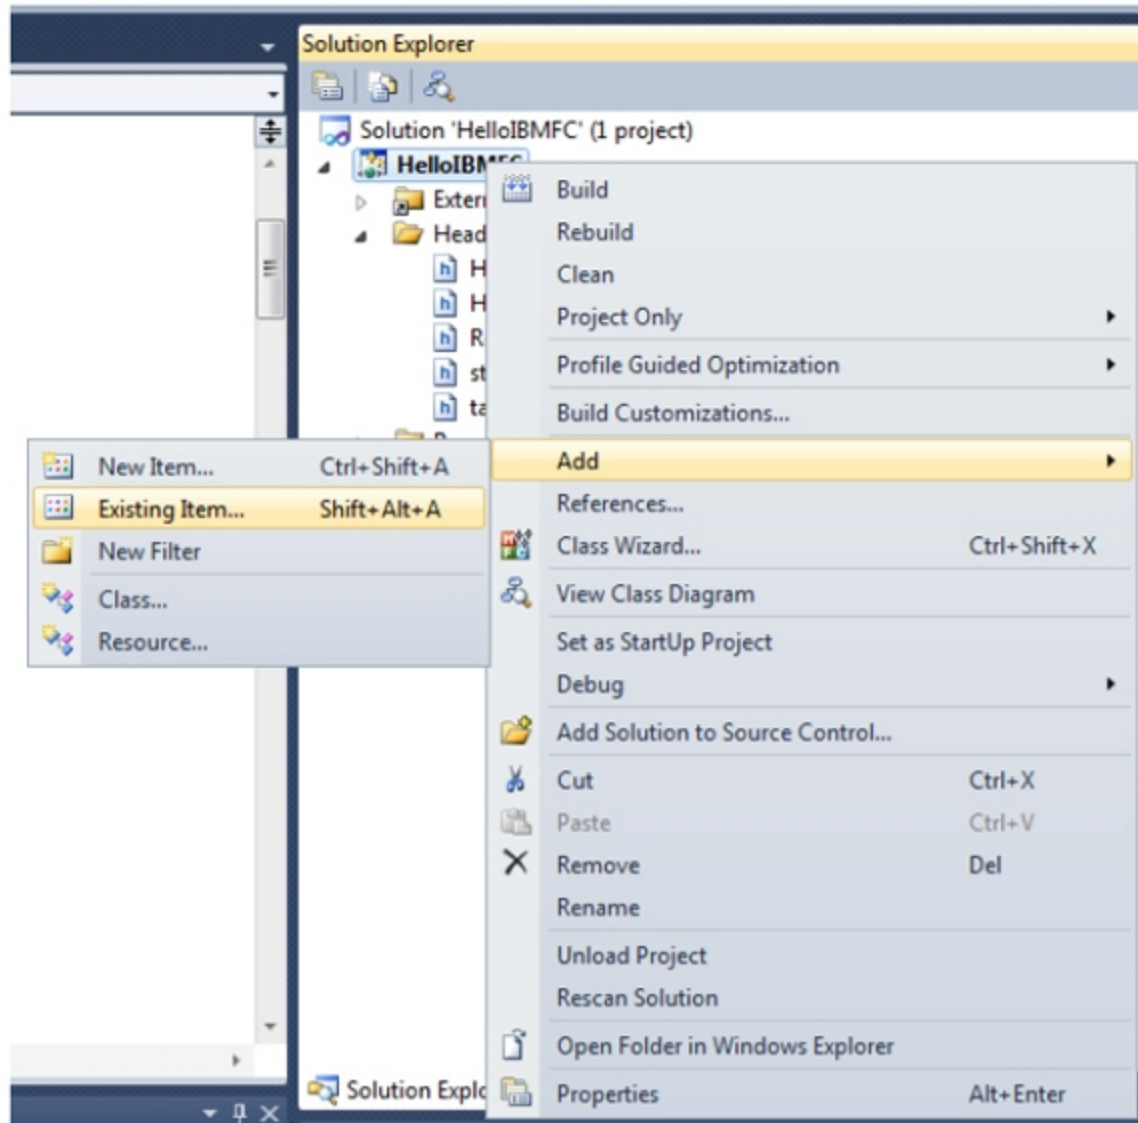 Solution Explorer
Solution 'HelloIBMFC' (1 project)
HelloIBMFC
Build
Rebuild
Clean
Project Only
Profile Guided Optimization
Build Customizations...
Add
References...
Class Wizard... Ctrl+Shift+X
View Class Diagram
Set as StartUp Project
Debug
Add Solution to Source Control...
Cut Ctrl+X
Paste Ctrl+V
Remove Del
Rename
Unload Project
Rescan Solution
Open Folder in Windows Explorer
Properties Alt+Enter
New Item... Ctrl+Shift+A
Existing Item... Shift+Alt+A
New Filter
Class...
Resource...
Solution Explo